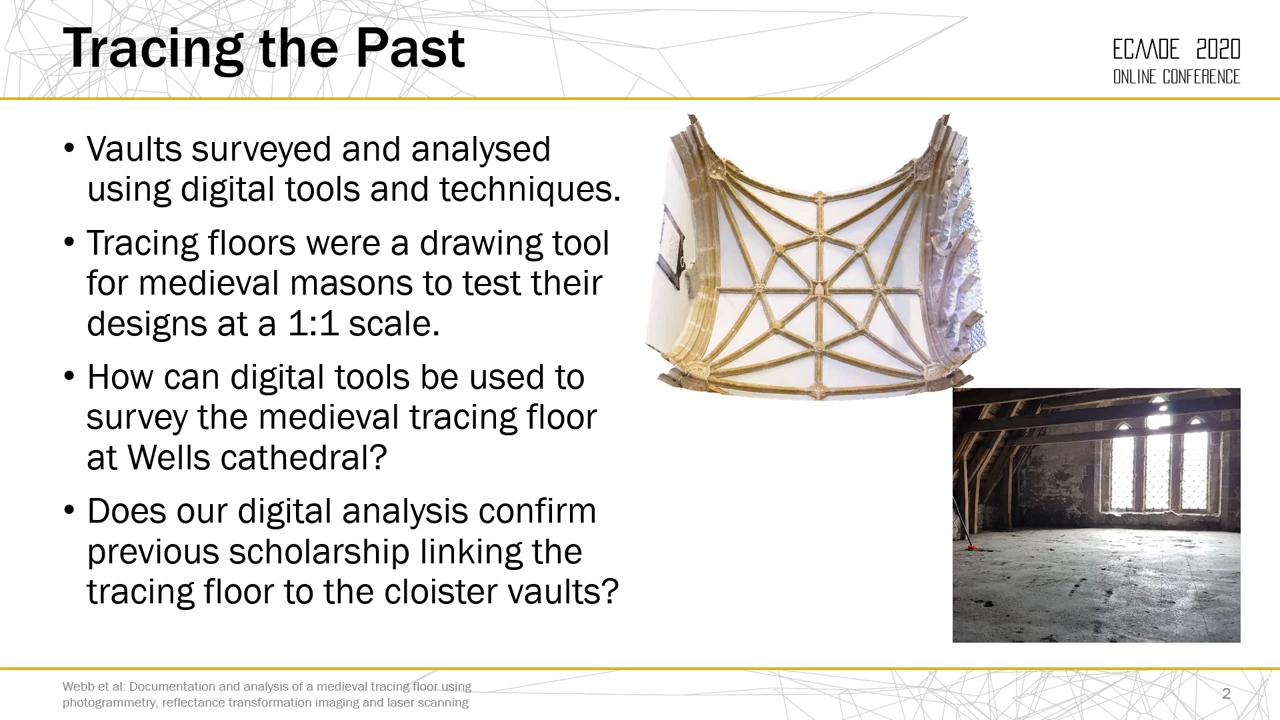 Tracing the Past
ECAADE 2020
ONLINE CONFERENCE
• Vaults surveyed and analysed
using digital tools and techniques.
• Tracing floors were a drawing tool
for medieval masons to test their
designs at a 1:1 scale.
• How can digital tools be used to
survey the medieval tracing floor
at Wells cathedral?
• Does our digital analysis confirm
previous scholarship linking the
tracing floor to the cloister vaults?
Webb et al: Documentation and analysis of a medieval tracing floor using
photogrammetry, reflectance transformation imaging and laser scanning
2